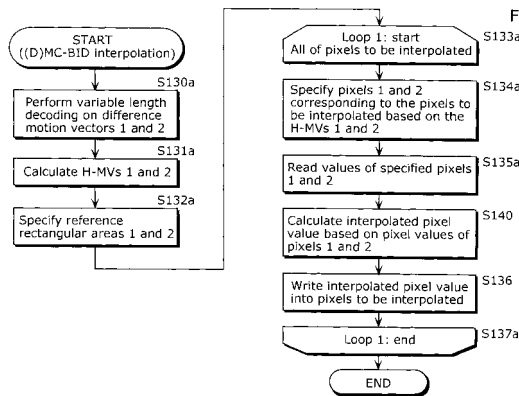 START
((D)MC-BID interpolation)
S130a
Perform variable length
decoding on difference
motion vectors 1 and 2
S131a
Calculate H-MVs 1 and 2
S132a
Specify reference
rectangular areas 1 and 2
F
Loop 1: start
All of pixels to be interpolated
S133a
Specify pixels 1 and 2
corresponding to the pixels to
be interpolated based on the
H-MVs 1 and 2
S134a
Read values of specified pixels
1 and 2
S135a
Calculate interpolated pixel
value based on pixel values of
pixels 1 and 2
S140
Write interpolated pixel value
into pixels to be interpolated
S136
Loop 1: end
S137a
END